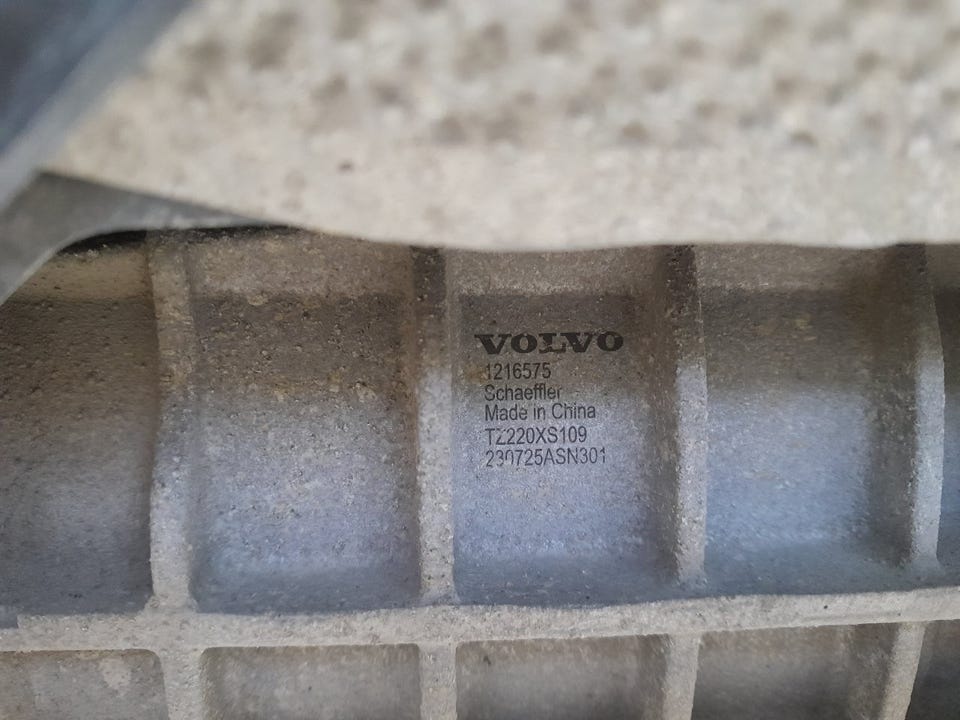 VOLVO
1216575
Schaeffler
Made in China
TZ220XS109
230725ASN301